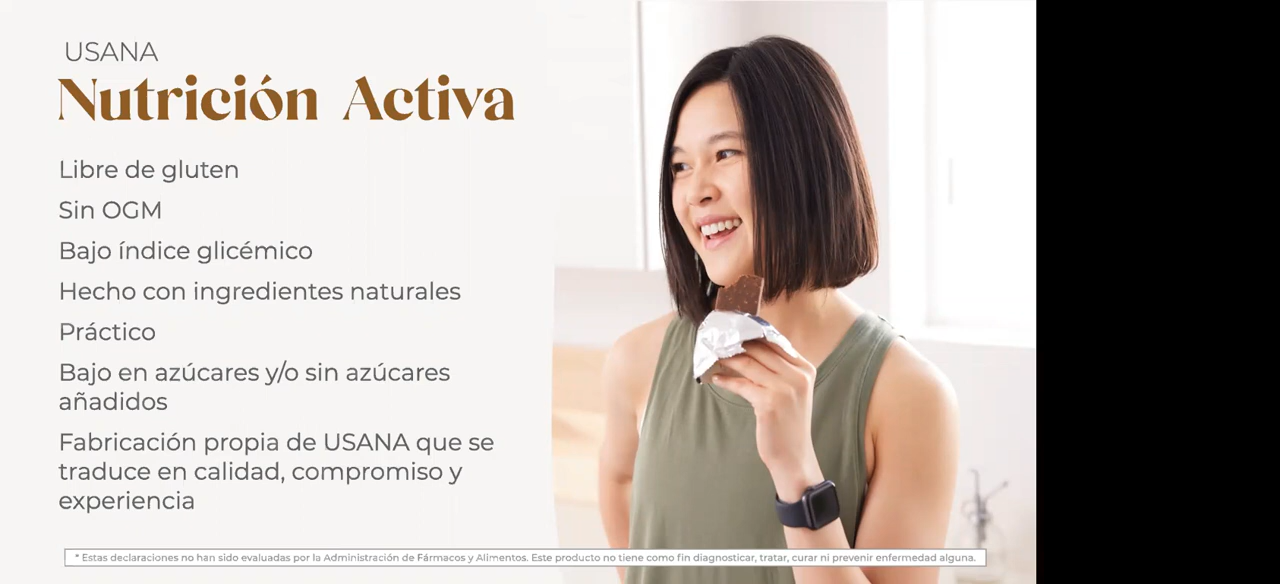 USANA
Nutrición Activa
Libre de gluten
Sin OGM
Bajo índice glicémico
Hecho con ingredientes naturales
Práctico
Bajo en azúcares y/o sin azúcares
añadidos
Fabricación propia de USANA que se
traduce en calidad, compromiso y
experiencia
* Estas declaraciones no han sido evaluadas por la Administración de Fármacos y Alimentos. Este producto no tiene como fin diagnosticar, tratar, curar ni prevenir enfermedad alguna.